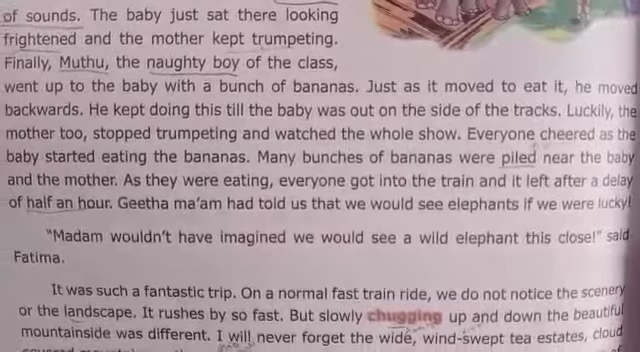 of sounds. The baby just sat there looking
frightened and the mother kept trumpeting.
Finally, Muthu, the naughty boy of the class,
went up to the baby with a bunch of bananas. Just as it moved to eat it, he moved
backwards. He kept doing this till the baby was out on the side of the tracks. Luckily, the
mother too, stopped trumpeting and watched the whole show. Everyone cheered as the
baby started eating the bananas. Many bunches of bananas were piled near the baby
and the mother. As they were eating, everyone got into the train and it left after a delay
of half an hour. Geetha ma'am had told us that we would see elephants if we were lucky!
"Madam wouldn't have imagined we would see a wild elephant this close!" said
Fatima.
It was such a fantastic trip. On a normal fast train ride, we do not notice the scenery
or the landscape. It rushes by so fast. But slowly chugging up and down the beautiful
mountainside was different. I will never forget the wide, wind-swept tea estates, cloud